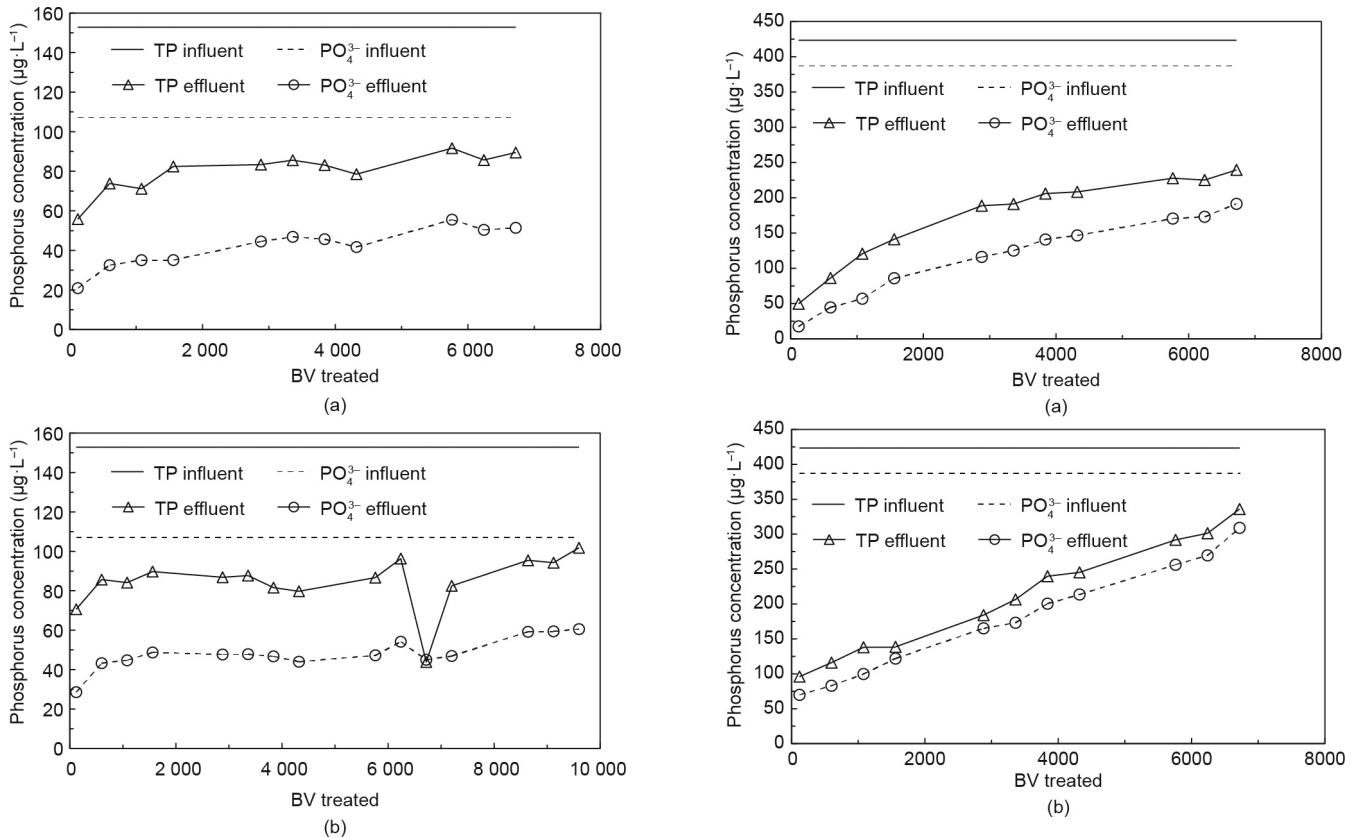 160
140
120
100
80
60
40
20
0
Phosphorus concentration (µg·L⁻¹)
TP influent
PO₄³⁻ influent
TP effluent
PO₄³⁻ effluent
0 2 000 4 000 6 000 8 000
BV treated
(a)
450
400
350
450
250
200
150
100
50
0
Phosphorus concentration (µg·L⁻¹)
TP influent
PO₄³⁻ influent
TP effluent
PO₄³⁻ effluent
0 2000 4000 6000 8000
BV treated
(a)
160
140
120
100
80
60
40
20
0
Phosphorus concentration (µg·L⁻¹)
TP influent
PO₄³⁻ influent
TP effluent
PO₄³⁻ effluent
0 2 000 4 000 6 000 8 000 10 000
BV treated
(b)
450
400
350
300
250
200
150
100
50
0
Phosphorus concentration (µg·L⁻¹)
TP influent
PO₄³⁻ influent
TP effluent
PO₄³⁻ effluent
0 2000 4000 6000 8000
BV treated
(b)